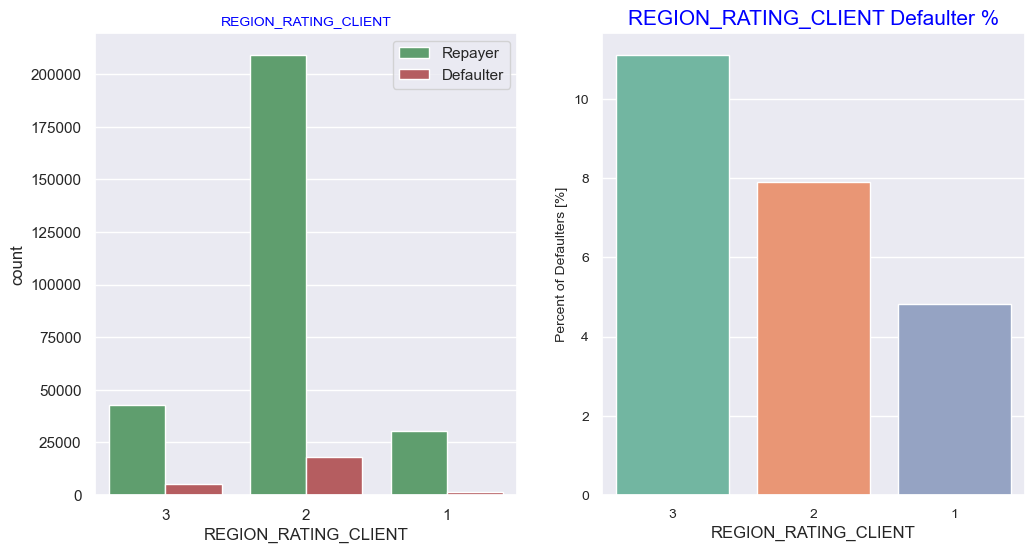 REGION_RATING_CLIENT
Repayer
Defaulter
200000
175000
150000
125000
100000
75000
50000
25000
0
count
3 2 1
REGION_RATING_CLIENT
REGION_RATING_CLIENT Defaulter %
10
8
6
4
2
0
Percent of Defaulters [%]
3 2 1
REGION_RATING_CLIENT